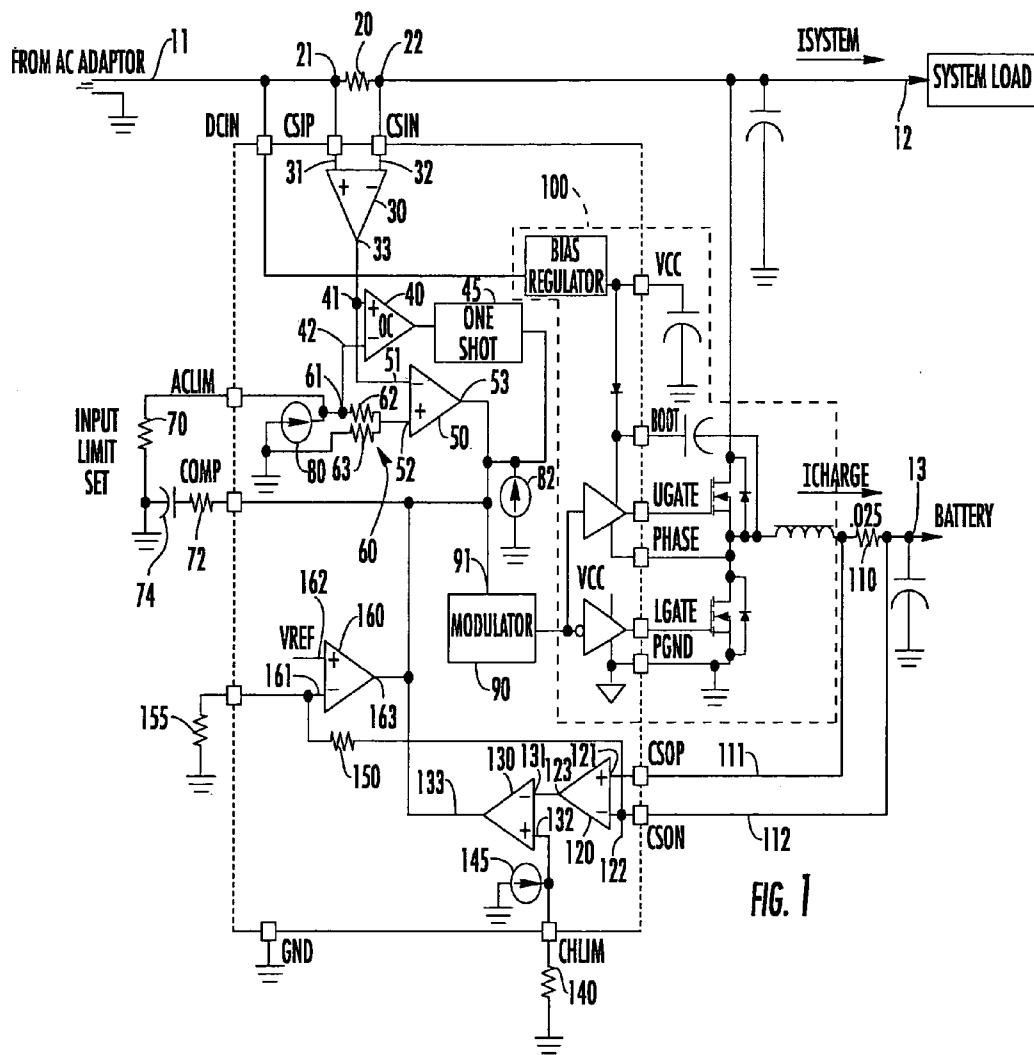 11
20
22
ISYSTEM
FROM AC ADAPTOR
21
SYSTEM LOAD
12
DCIN
CSIP
CSIN
31
32
+
−
30
100
33
BIAS
REGULATOR
VCC
41
40
45
+
−
OC
ONE
SHOT
42
51
53
61
62
−
+
ACLIM
BOOT
70
50
INPUT
LIMIT
SET
80
63
52
82
ICHARGE
13
COMP
UGATE
.025
BATTERY
60
PHASE
110
74
72
91
VCC
162
160
MODULATOR
LGATE
VREF
+
−
PGND
161
163
90
155
150
130
131
123
121
CSOP
111
133
−
+
132
+
−
120
CSON
112
145
122
FIG. 1
GND
CHLIM
140